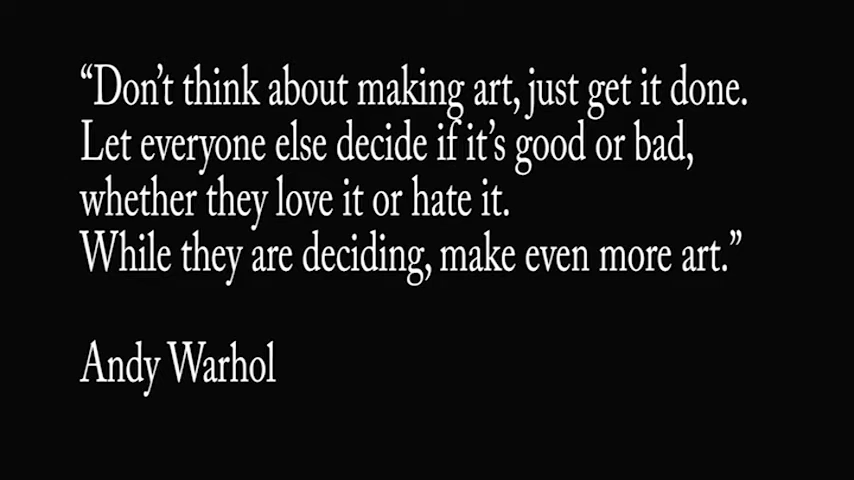 “Don’t think about making art, just get it done.
Let everyone else decide if it’s good or bad,
whether they love it or hate it.
While they are deciding, make even more art.”
Andy Warhol